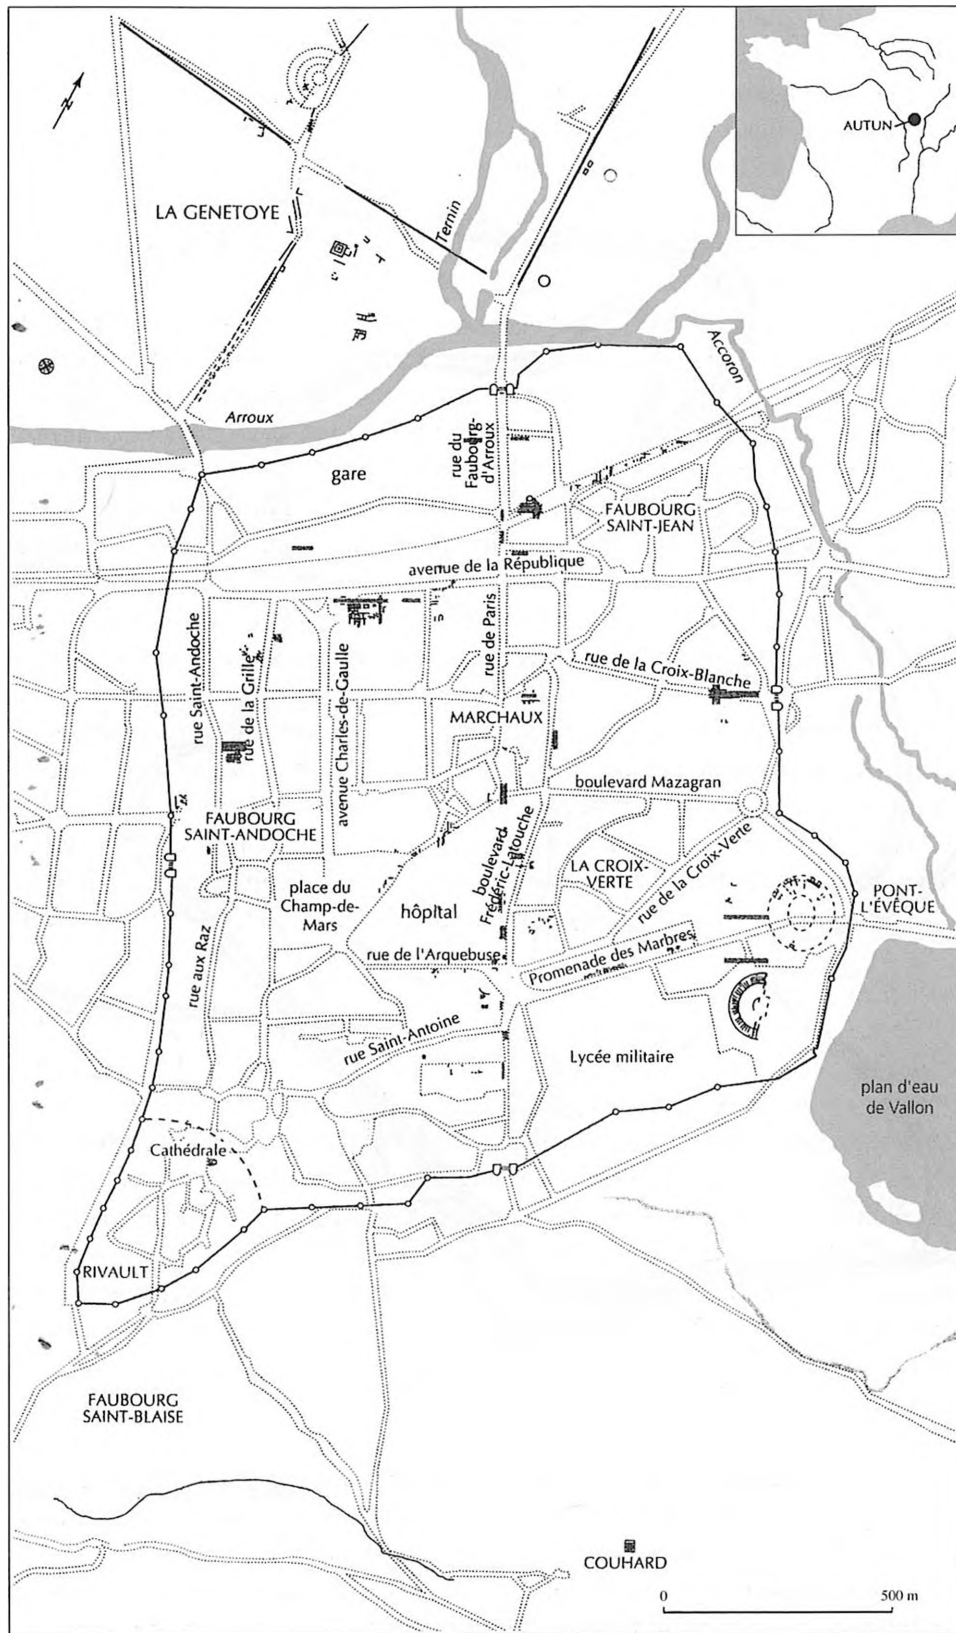 N
AUTUN
LA GENETOYE
Ternin
Accoron
Arroux
rue du
Faubourg-
d'Arroux
gare
FAUBOURG
SAINT-JEAN
avenue de la République
rue Saint-Andoche
rue de la Grille
avenue Charles-de-Gaulle
rue de Paris
rue de la Croix-Blanche
MARCHAUX
boulevard Mazagran
FAUBOURG
SAINT-ANDOCHE
boulevard
Frédéric-Latouche
LA CROIX-
VERTE
rue de la Croix-Verte
place du
Champ-de-
Mars
hôpital
PONT-
L'ÉVÊQUE
rue aux Raz
rue de l'Arquebuse
Promenade des Marbres
rue Saint-Antoine
Lycée militaire
plan d'eau
de Vallon
Cathédrale
RIVAULT
FAUBOURG
SAINT-BLAISE
COUHARD
0 500 m